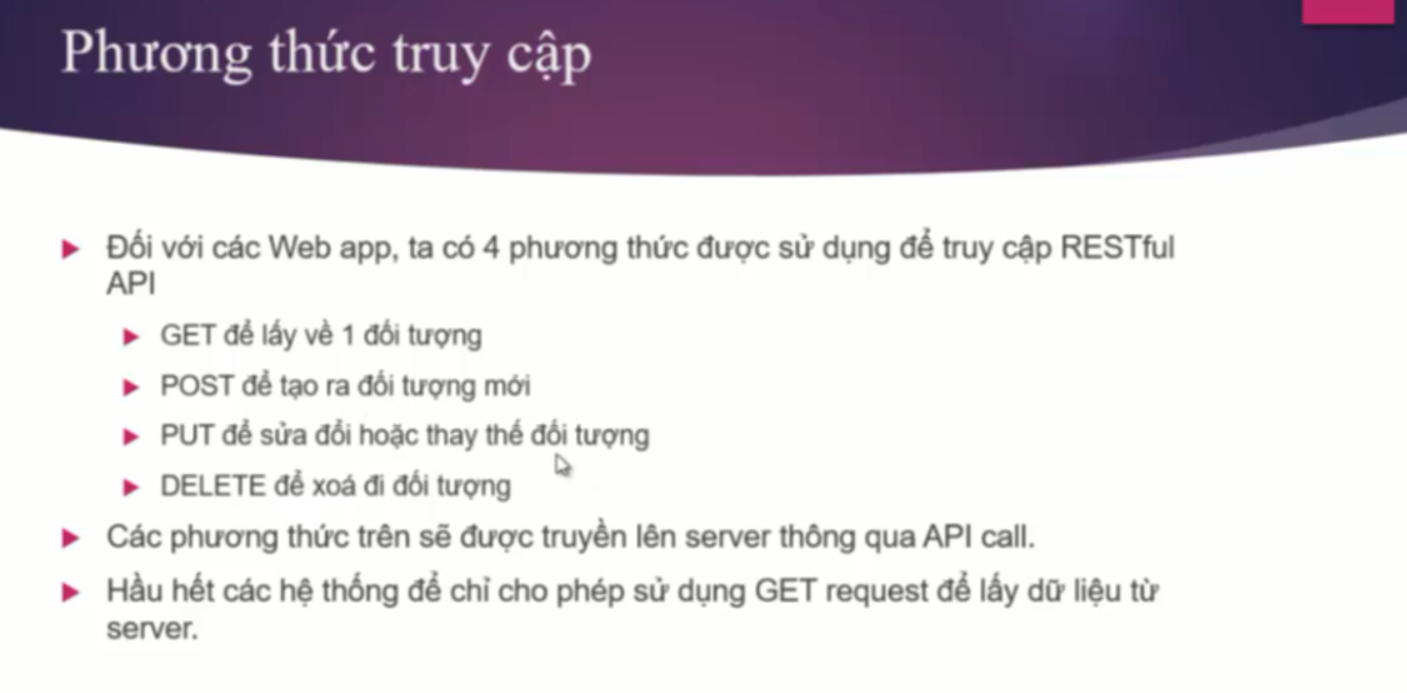 Phương thức truy cập
Đối với các Web app, ta có 4 phương thức được sử dụng để truy cập RESTful
API
GET để lấy về 1 đối tượng
POST để tạo ra đối tượng mới
PUT để sửa đổi hoặc thay thế đối tượng
DELETE để xoá đi đối tượng
Các phương thức trên sẽ được truyền lên server thông qua API call.
Hầu hết các hệ thống để chỉ cho phép sử dụng GET request để lấy dữ liệu từ
server.